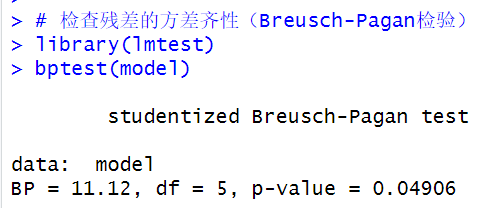 > # 检查残差的方差齐性（Breusch-Pagan检验）
> library(lmtest)
> bptest(model)
studentized Breusch-Pagan test
data:  model
BP = 11.12, df = 5, p-value = 0.04906